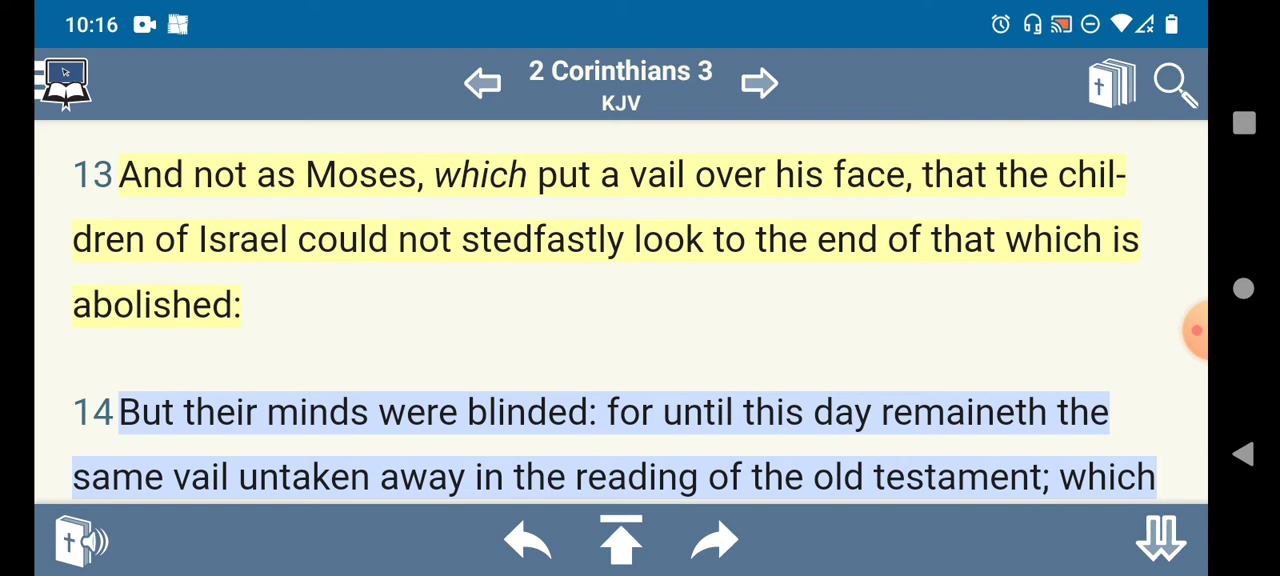 10:16
2 Corinthians 3
KJV
13 And not as Moses, which put a vail over his face, that the chil-
dren of Israel could not stedfastly look to the end of that which is
abolished:
14 But their minds were blinded: for until this day remaineth the
same vail untaken away in the reading of the old testament; which